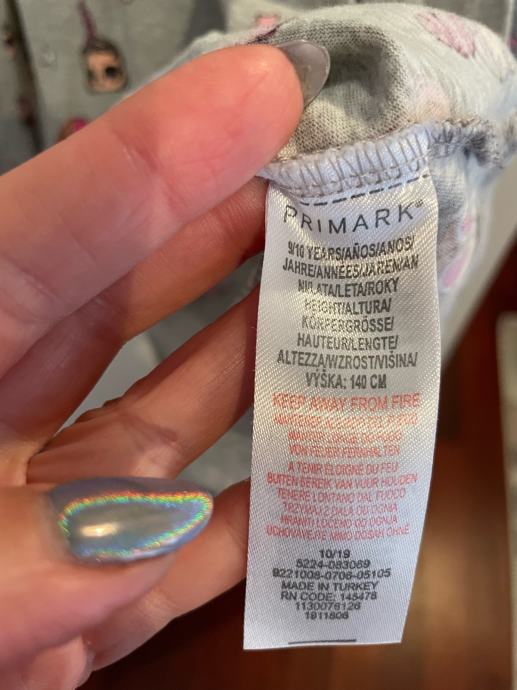 PRIMARK®
9/10 YEARS/AÑOS/ANOS/
JAHRE/ANNÉES/JAREN/AN
NI/LATA/LETA/ROKY
HEIGHT/ALTURA/
KÖRPERGRÖSSE/
HAUTEUR/LENGTE/
ALTEZZA/WZROST/VIŠINA/
VÝŠKA: 140 CM
KEEP AWAY FROM FIRE
MANTENER ALEJADO DEL FUEGO
MANTER LONGE DO FOGO
VON FEUER FERNHALTEN
A TENIR ÉLOIGNÉ DU FEU
BUITEN BEREIK VAN VUUR HOUDEN
TENERE LONTANO DAL FUOCO
TRZYMAJ Z DALA OD OGNIA
HRANITI LOČENO OD OGNJA
UCHOVÁVEJTE MIMO DOSAH OHNĚ
10/19
5224-083069
9221008-0706-05105
MADE IN TURKEY
RN CODE: 145478
1130076126
1911806